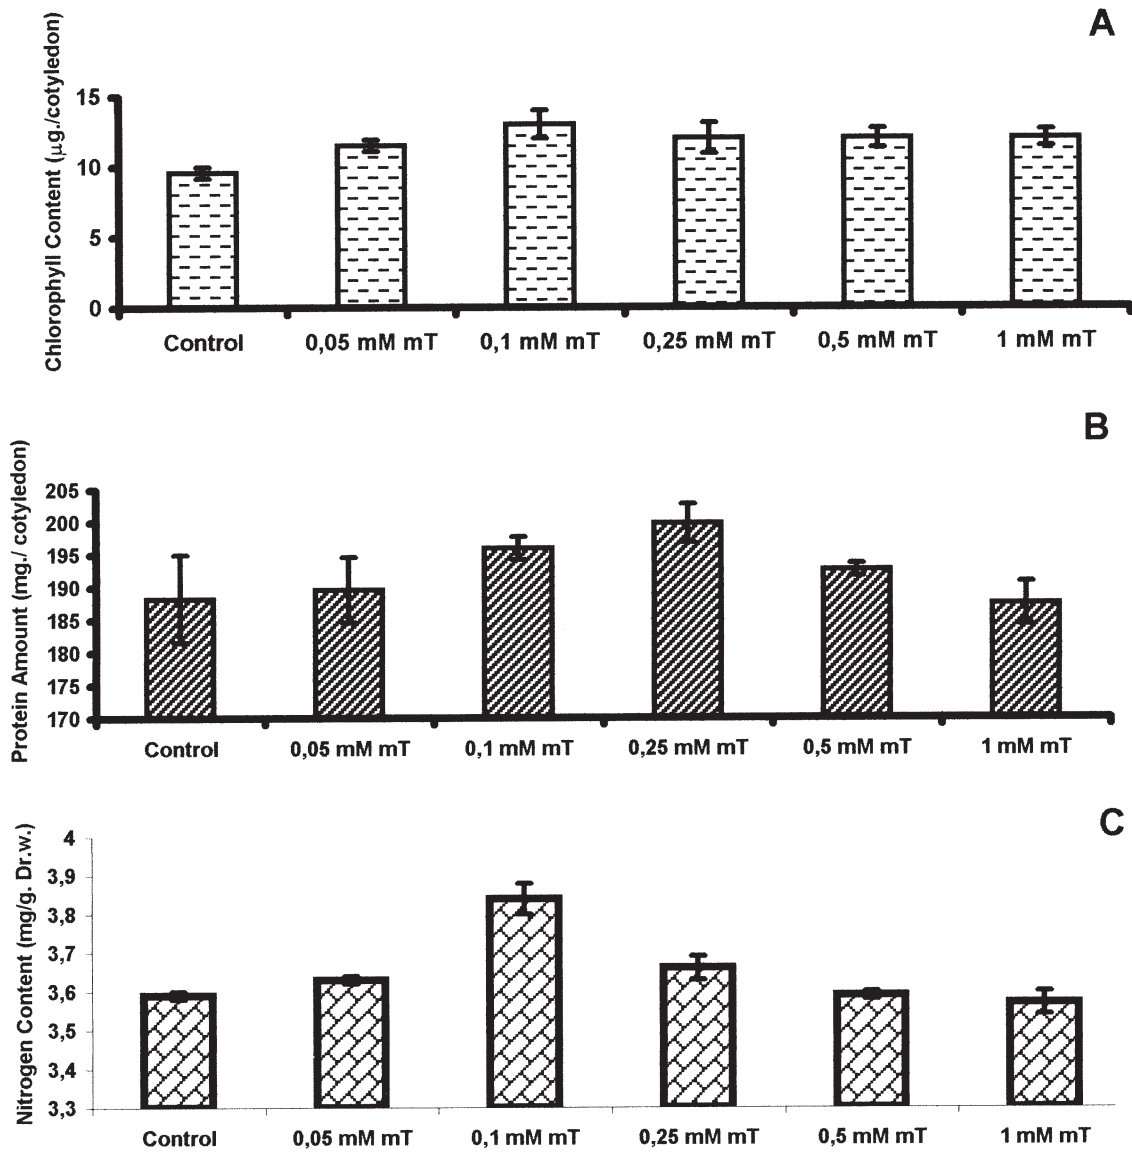 A
Chlorophyll Content (µg./cotyledon)
15
10
5
0
Control 0,05 mM mT 0,1 mM mT 0,25 mM mT 0,5 mM mT 1 mM mT
B
Protein Amount (mg./ cotyledon)
205
200
195
190
185
180
175
170
Control 0,05 mM mT 0,1 mM mT 0,25 mM mT 0,5 mM mT 1 mM mT
C
Nitrogen Content (mg/g. Dr.w.)
4
3,9
3,8
3,7
3,6
3,5
3,4
3,3
Control 0,05 mM mT 0,1 mM mT 0,25 mM mT 0,5 mM mT 1 mM mT